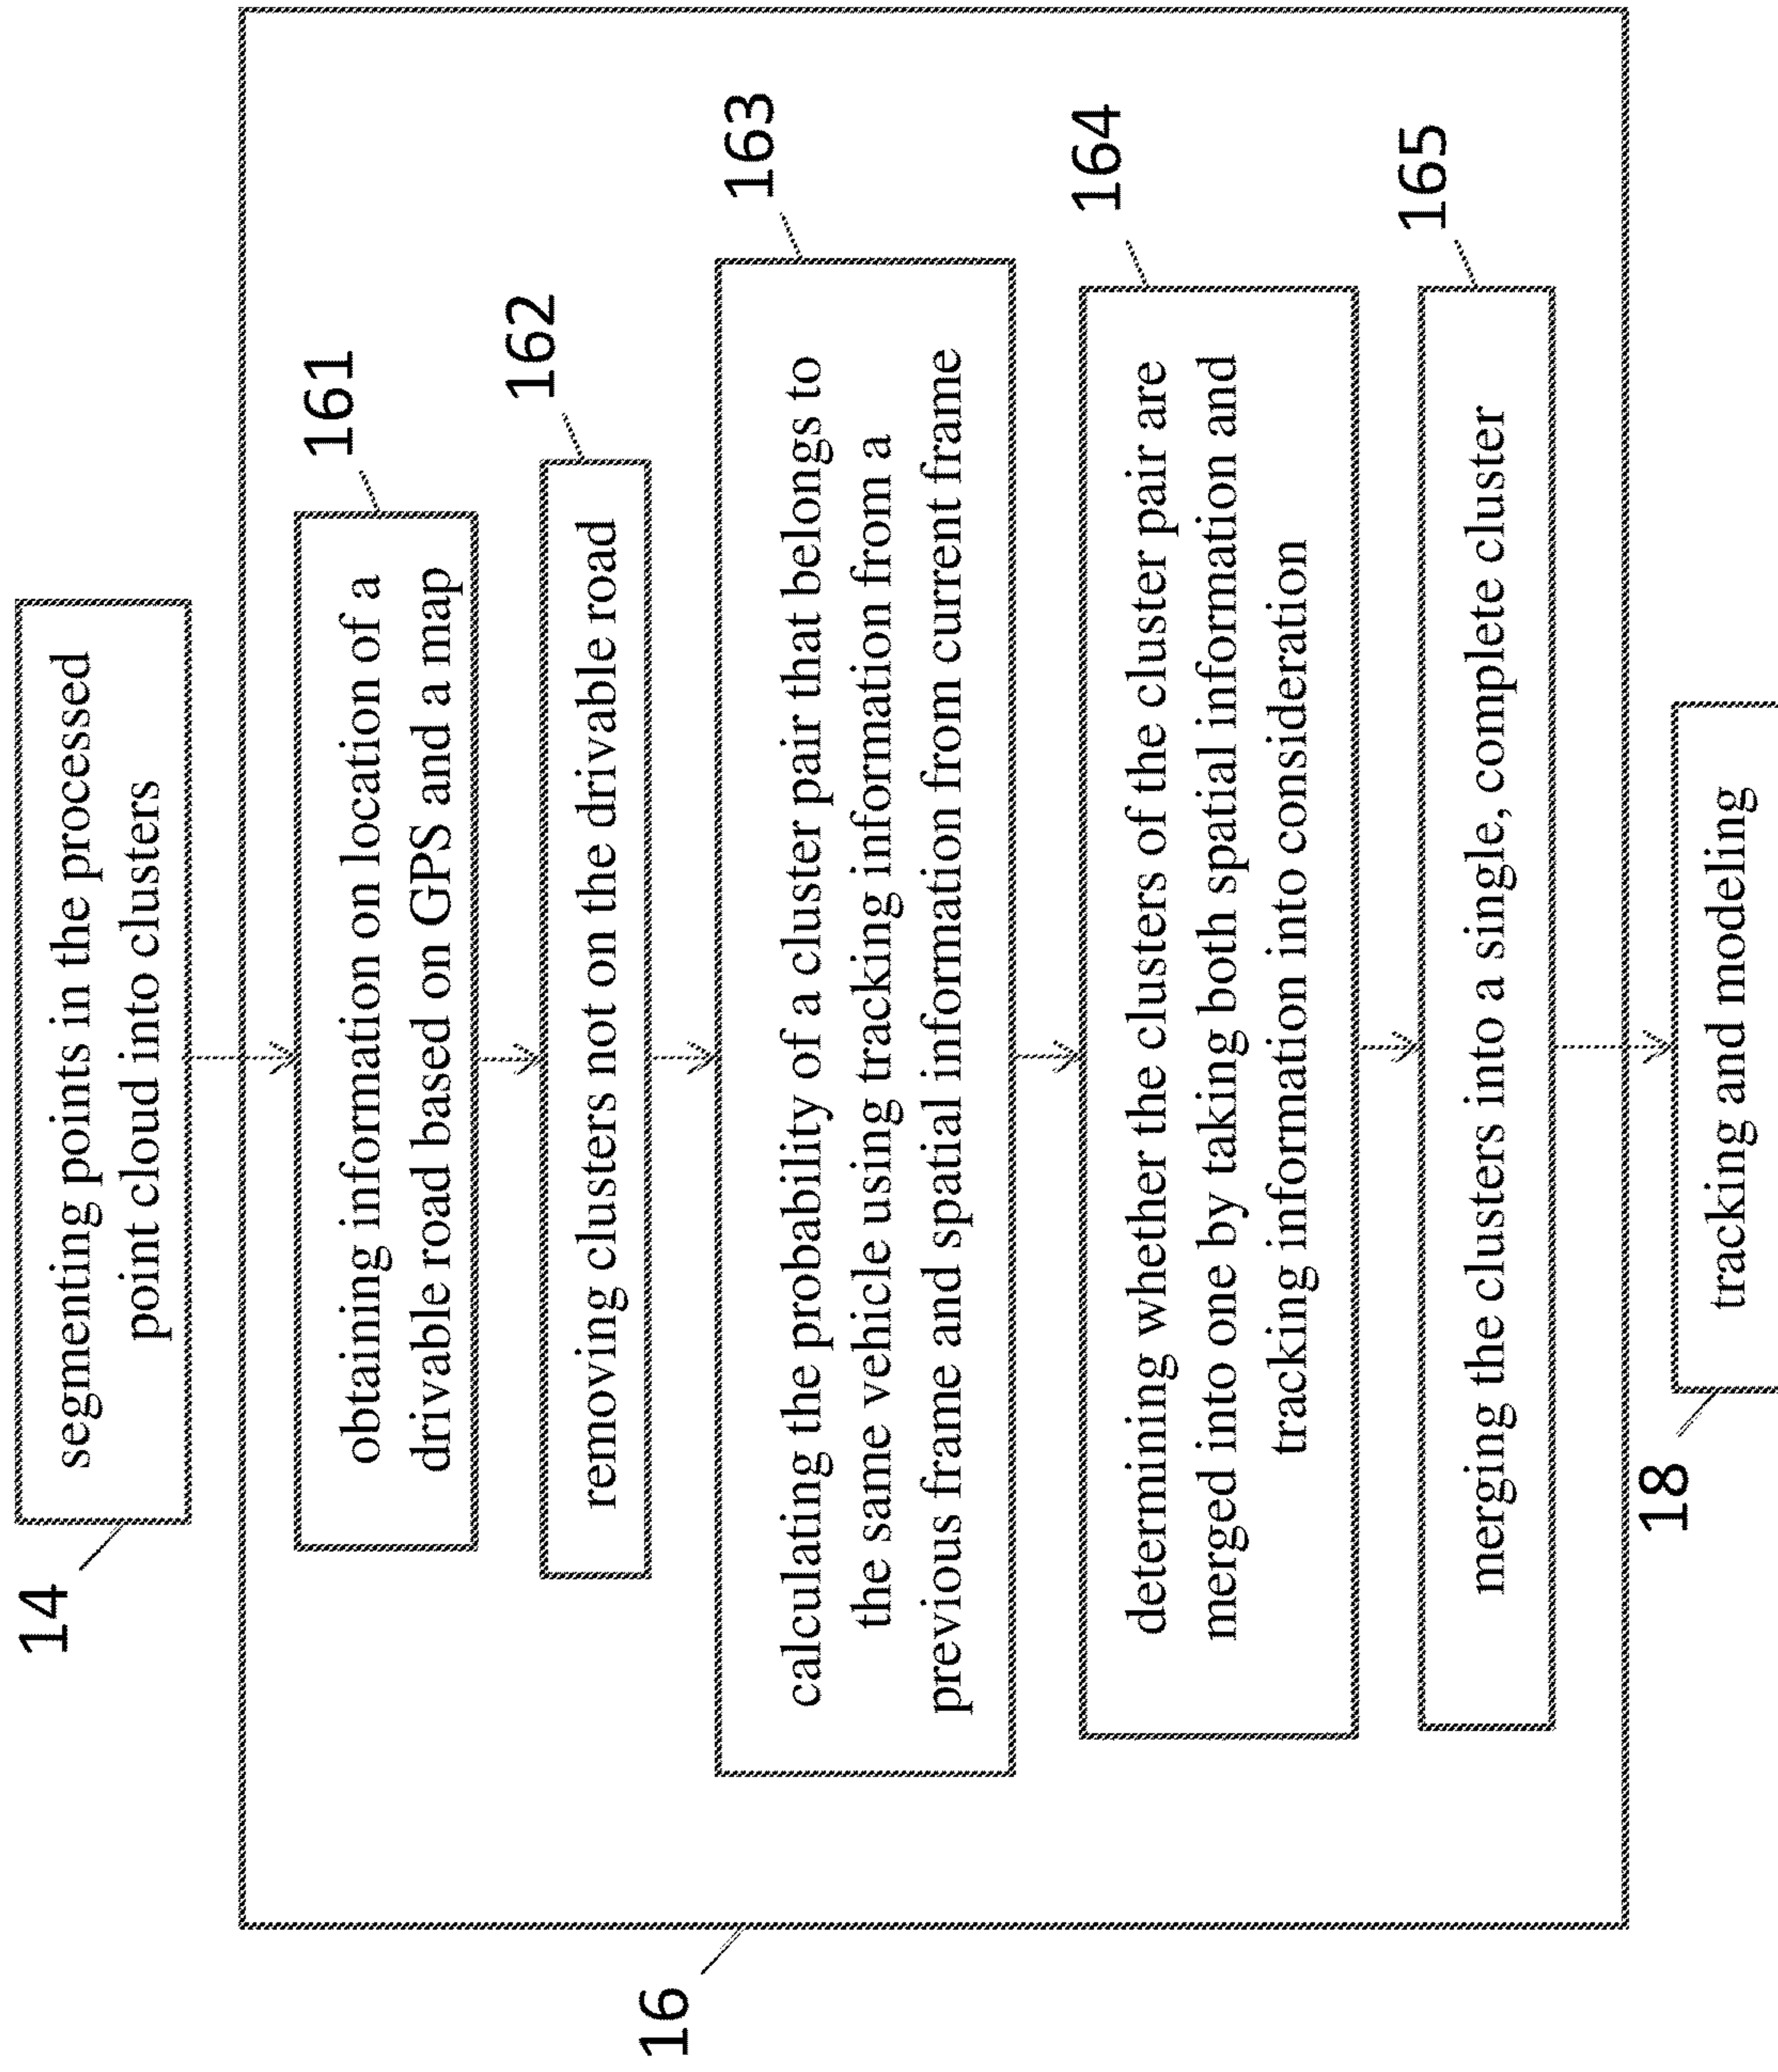 14
segmenting points in the processed
point cloud into clusters
16
161
obtaining information on location of a
drivable road based on GPS and a map
162
removing clusters not on the drivable road
163
calculating the probability of a cluster pair that belongs to
the same vehicle using tracking information from a
previous frame and spatial information from current frame
164
determining whether the clusters of the cluster pair are
merged into one by taking both spatial information and
tracking information into consideration
165
merging the clusters into a single, complete cluster
18
tracking and modeling